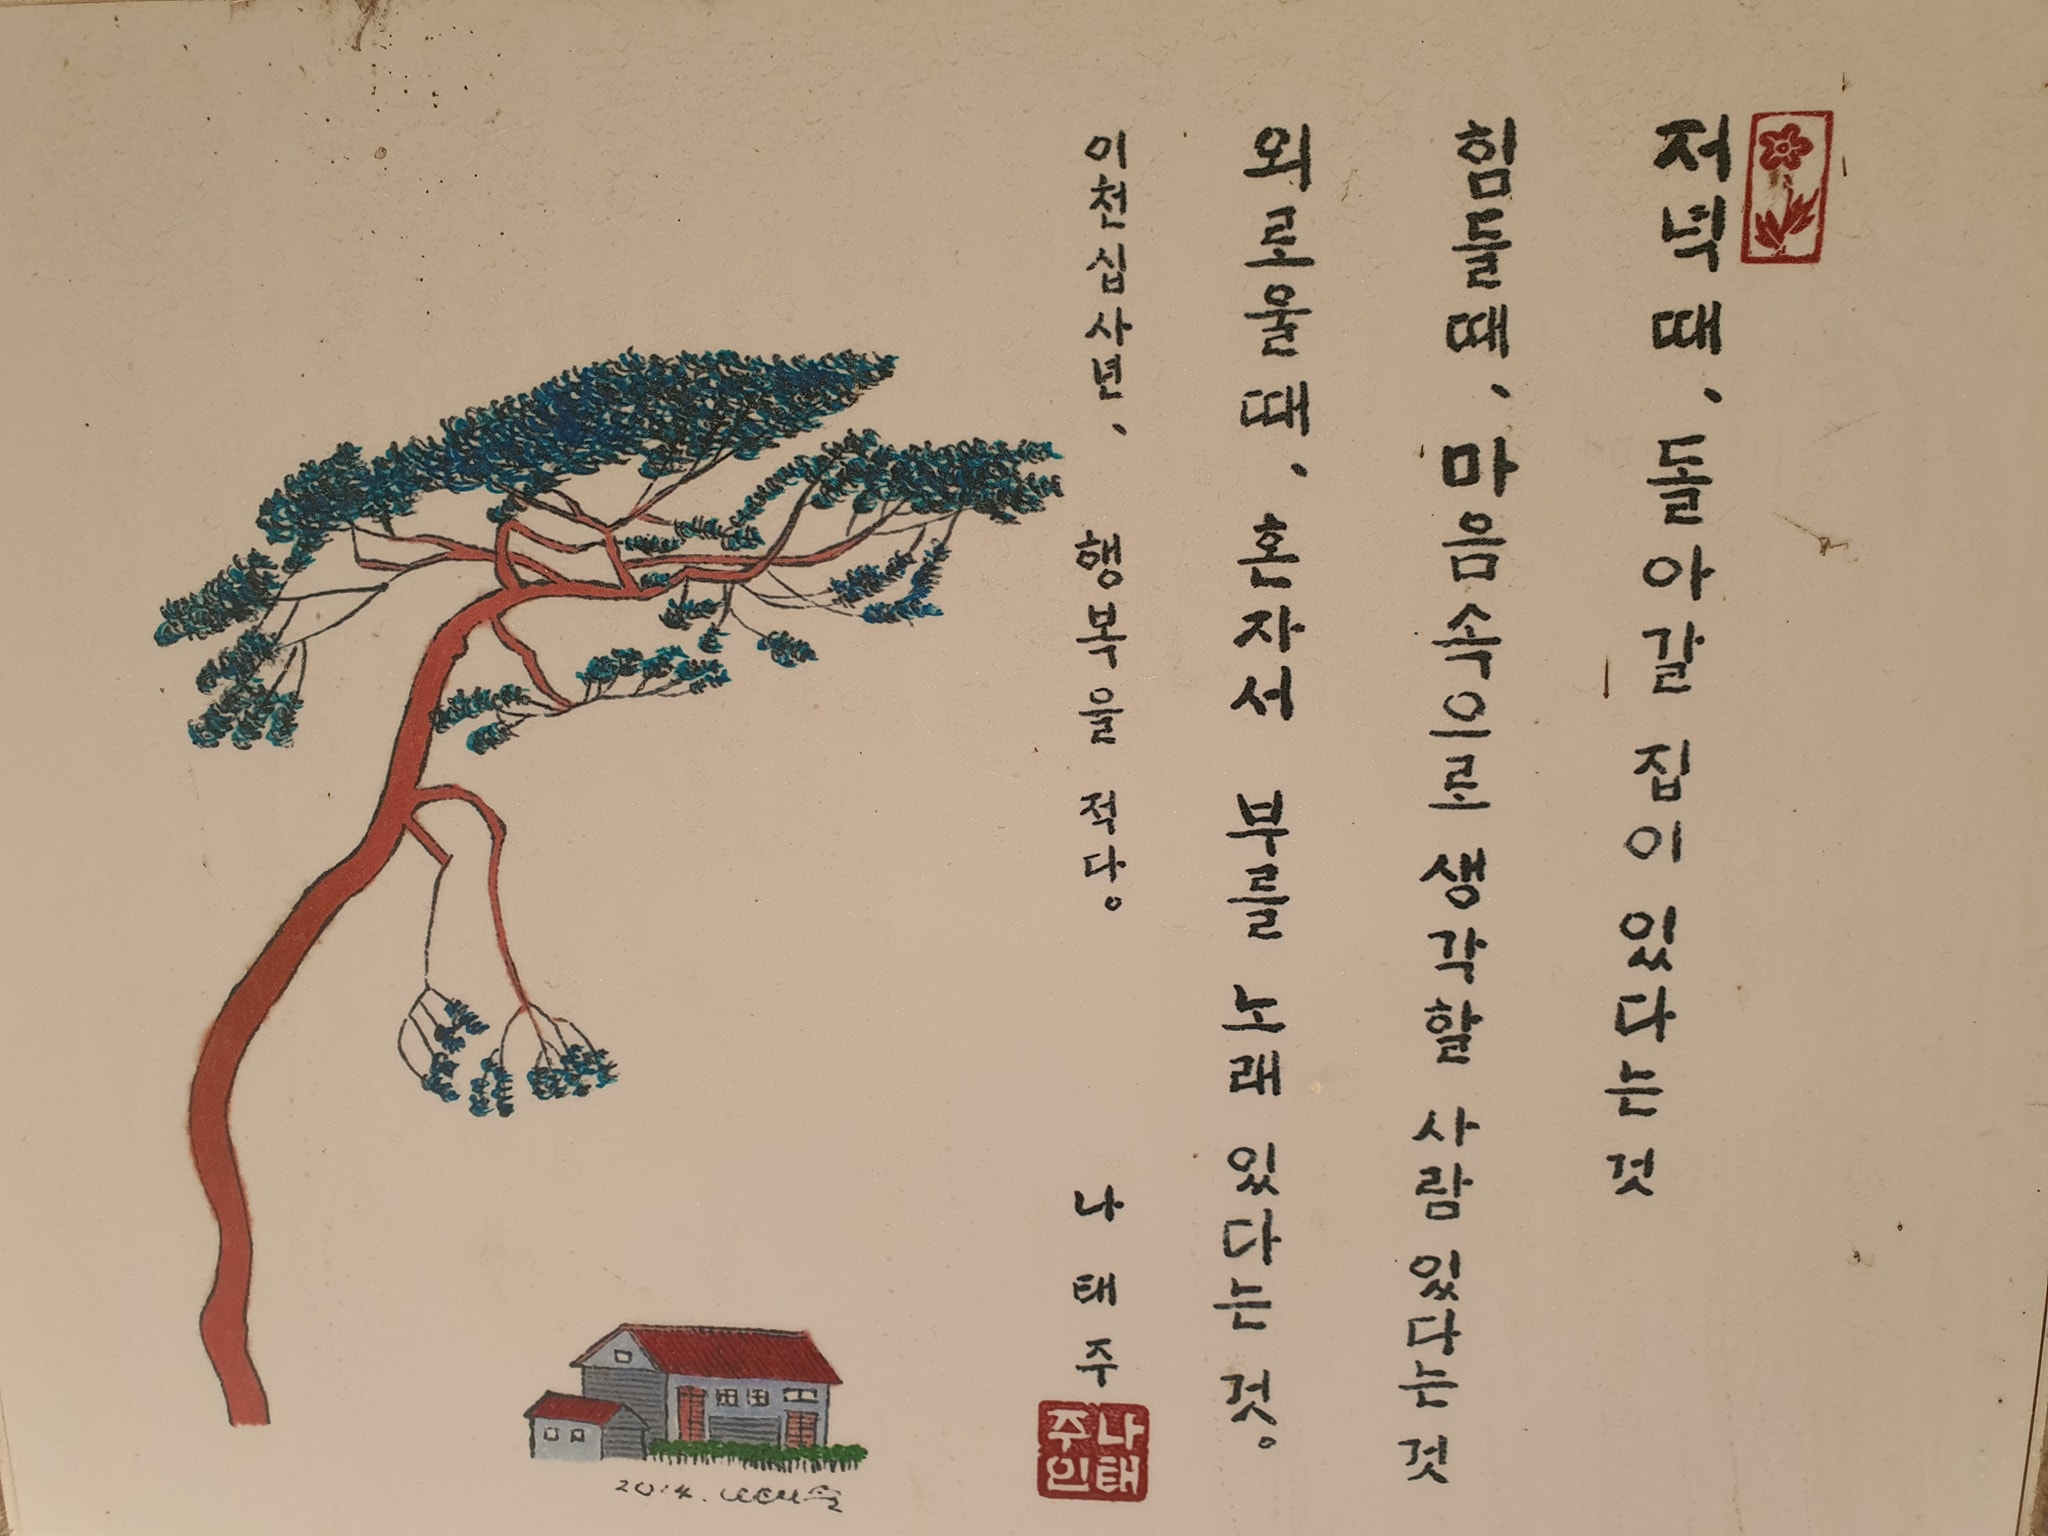 저녁 때, 돌아갈 집이 있다는 것
힘들 때, 마음속으로 생각할 사람 있다는 것
외로울 때, 혼자서 부를 노래 있다는 것.
이천십사년, 행복을 적다. 나태주
나태주인
2014.